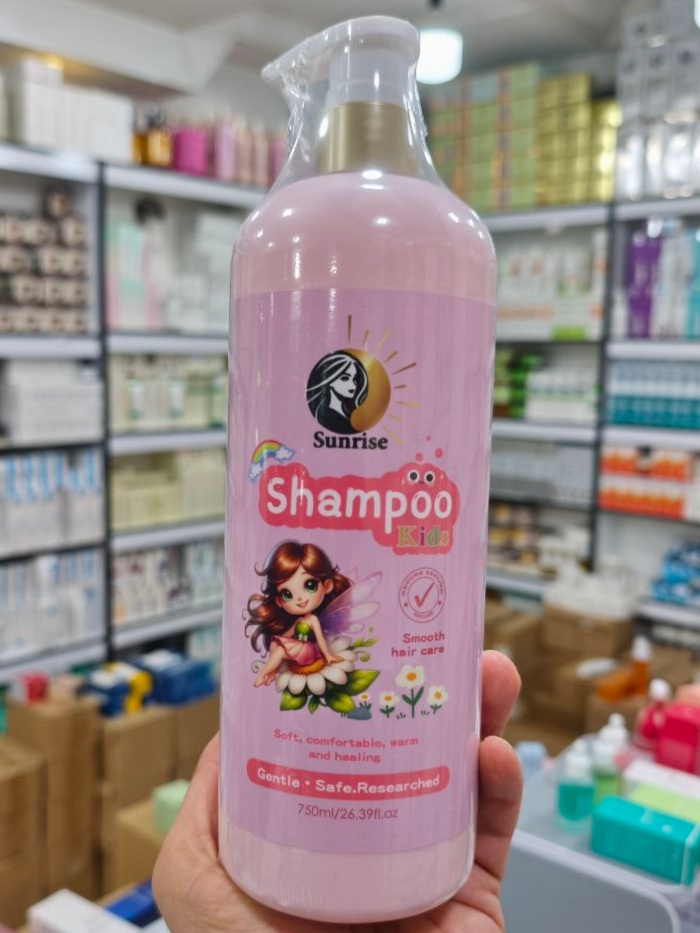 Sunrise
Shampoo
Kids
Smooth
hair care
Soft, comfortable, warm
and healing
Gentle • Safe.Researched
750ml/26.39fl.oz